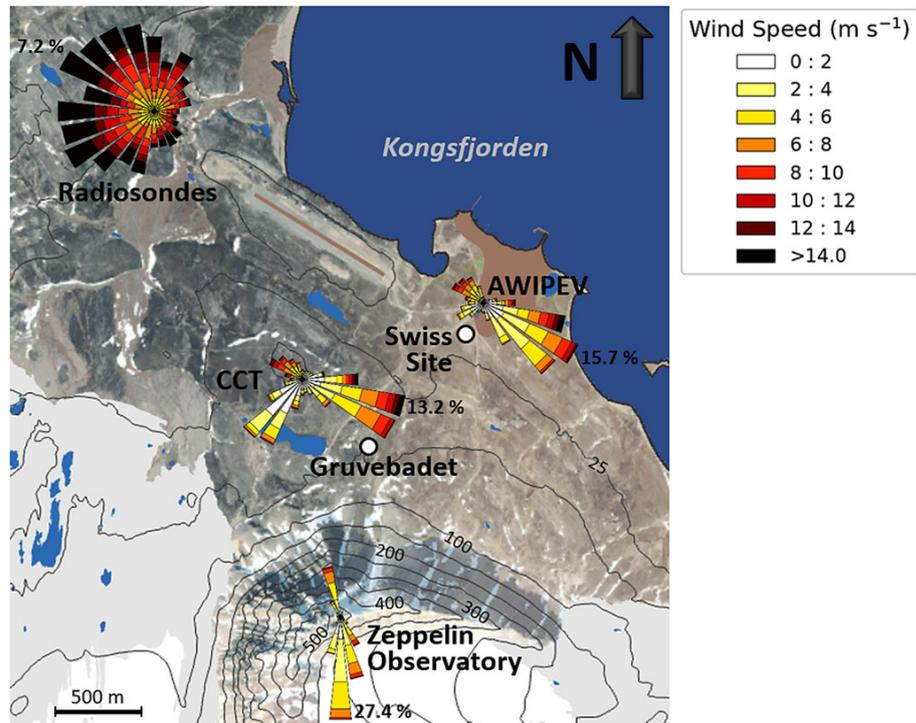 7.2 %
Radiosondes
N
Kongsfjorden
Wind Speed (m s⁻¹)
0 : 2
2 : 4
4 : 6
6 : 8
8 : 10
10 : 12
12 : 14
>14.0
AWIPEV
Swiss
Site
15.7 %
CCT
13.2 %
Gruvebadet
25
100
200
300
400
500
Zeppelin
Observatory
500 m
27.4 %